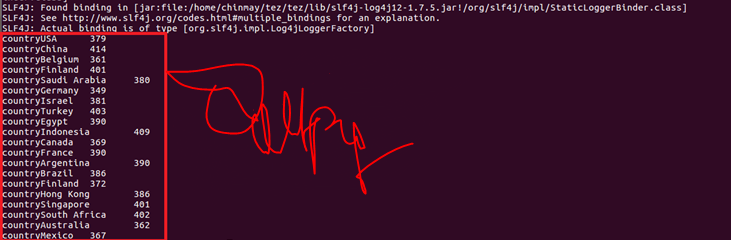 SLF4J: Found binding in [jar:file:/home/chinmay/tez/tez/lib/slf4j-log4j12-1.7.5.jar!/org/slf4j/impl/StaticLoggerBinder.class]
SLF4J: See http://www.slf4j.org/codes.html#multiple_bindings for an explanation.
SLF4J: Actual binding is of type [org.slf4j.impl.Log4jLoggerFactory]
countryUSA 379
countryChina 414
countryBelgium 361
countryFinland 401
countrySaudi Arabia 380
countryGermany 349
countryIsrael 381
countryTurkey 403
countryEgypt 390
countryIndonesia 409
countryCanada 369
countryFrance 390
countryArgentina 390
countryBrazil 386
countryFinland 372
countryHong Kong 386
countrySingapore 401
countrySouth Africa 402
countryAustralia 362
countryMexico 367
Output